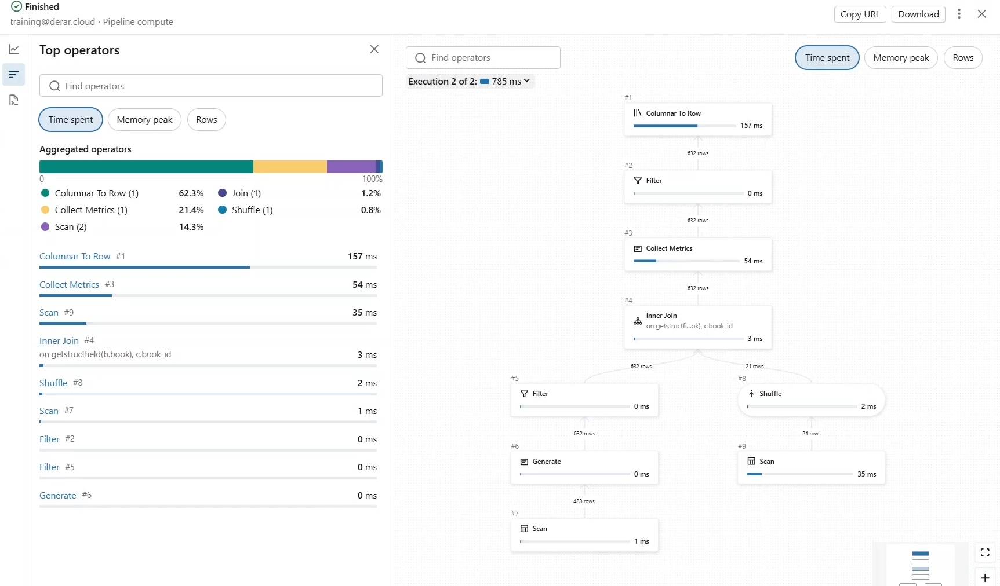 Finished
training@derar.cloud · Pipeline compute
Copy URL
Download
Top operators
Find operators
Time spent
Memory peak
Rows
Aggregated operators
0
100%
Columnar To Row (1) 62.3%
Join (1) 1.2%
Collect Metrics (1) 21.4%
Shuffle (1) 0.8%
Scan (2) 14.3%
Columnar To Row #1 157 ms
Collect Metrics #3 54 ms
Scan #9 35 ms
Inner Join #4
on getstructfield(b.book), c.book_id 3 ms
Shuffle #8 2 ms
Scan #7 1 ms
Filter #2 0 ms
Filter #5 0 ms
Generate #6 0 ms
Find operators
Time spent
Memory peak
Rows
Execution 2 of 2: 785 ms
#1
Columnar To Row
157 ms
632 rows
#2
Filter
0 ms
632 rows
#3
Collect Metrics
54 ms
632 rows
#4
Inner Join
on getstructfi...ok), c.book_id
3 ms
632 rows
21 rows
#5
Filter
0 ms
#8
Shuffle
2 ms
632 rows
21 rows
#6
Generate
0 ms
#9
Scan
35 ms
488 rows
#7
Scan
1 ms